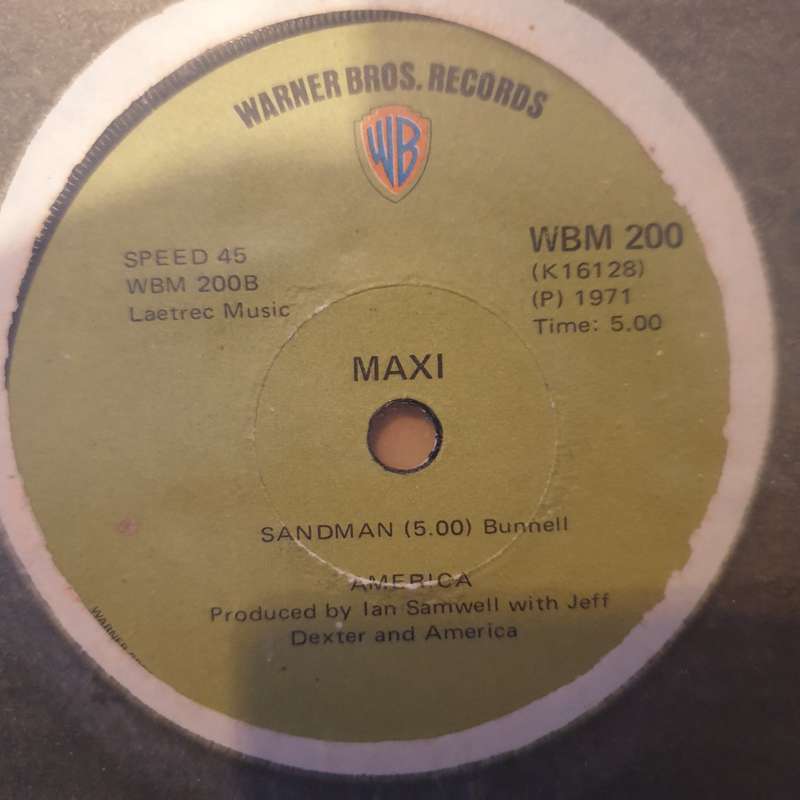 WARNER BROS. RECORDS
WB
SPEED 45
WBM 200B
Laetrec Music
WBM 200
(K16128)
(P) 1971
Time: 5.00
MAXI
SANDMAN (5.00) Bunnell
AMERICA
Produced by Ian Samwell with Jeff
Dexter and America
WARNER